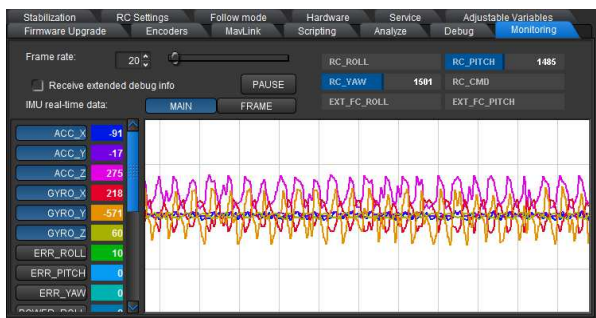 Stabilization RC Settings Follow mode Hardware Service Adjustable Variables
Firmware Upgrade Encoders MavLink Scripting Analyze Debug Monitoring
Frame rate: 20
RC_ROLL RC_PITCH 1485
Receive extended debug info PAUSE
RC_YAW 1501 RC_CMD
IMU real-time data: MAIN FRAME
EXT_FC_ROLL EXT_FC_PITCH
ACC_X -91
ACC_Y -17
ACC_Z 275
GYRO_X 218
GYRO_Y -571
GYRO_Z 60
ERR_ROLL 10
ERR_PITCH 0
ERR_YAW 0
POWER_ROLL 0